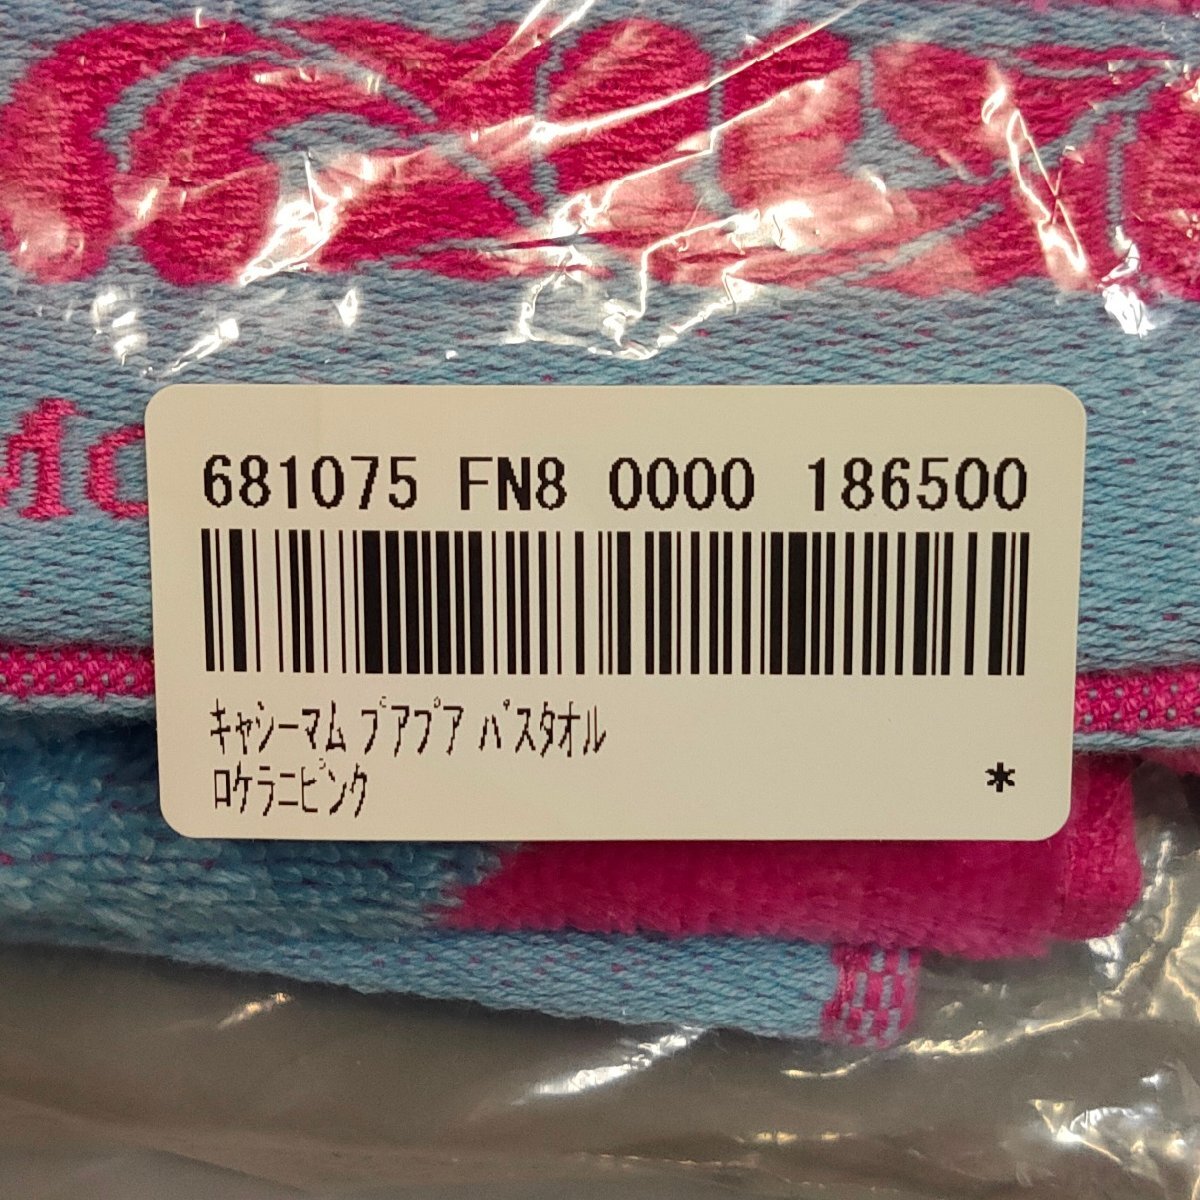 681075 FN8 0000 186500
ｷｬｼｰﾏﾑ ﾌﾟｱﾌﾟｱ ﾊﾞｽﾀｵﾙ
ﾛｹﾗﾆﾋﾟﾝｸ
*